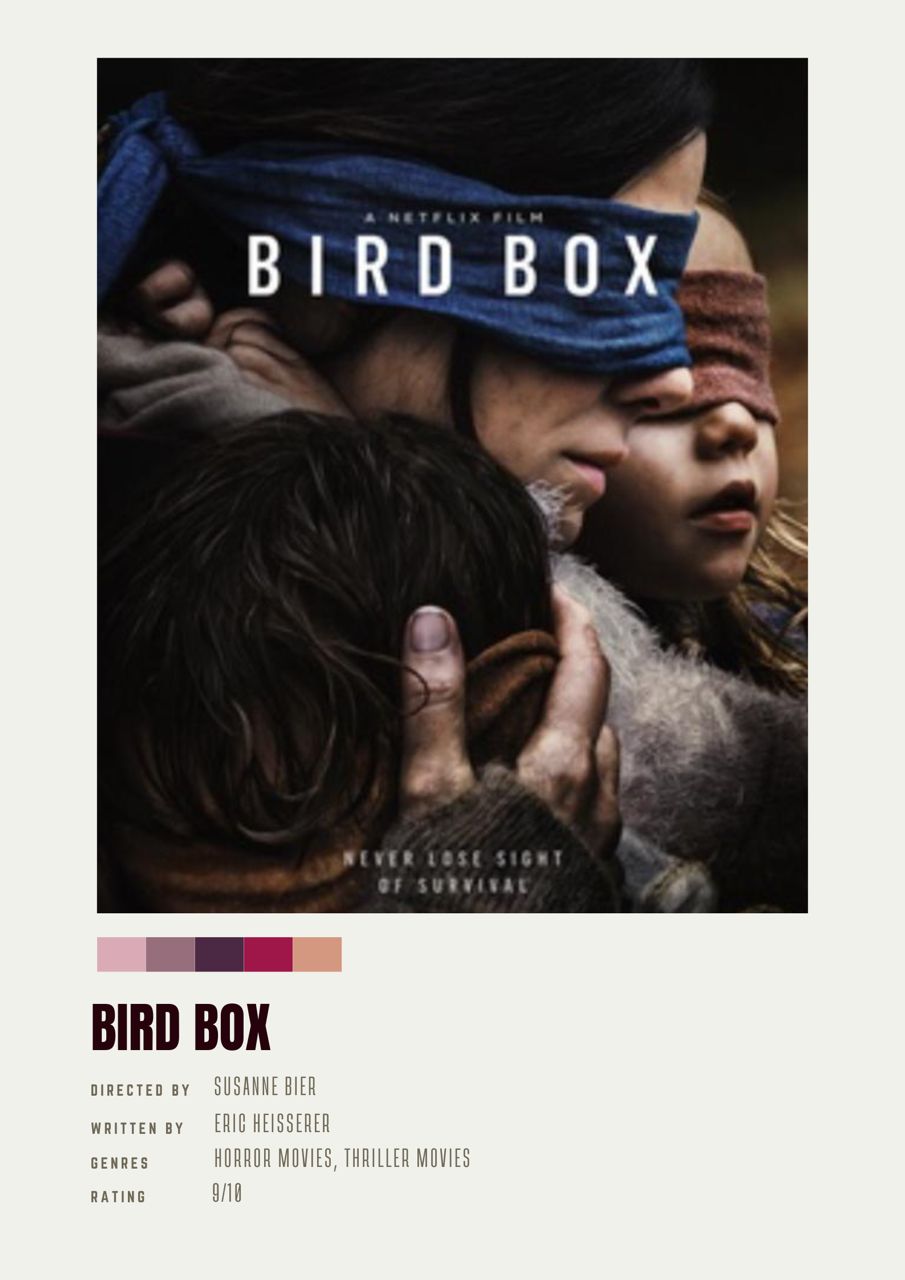 A NETFLIX FILM
BIRD BOX
NEVER LOSE SIGHT
OF SURVIVAL
BIRD BOX
DIRECTED BY SUSANNE BIER
WRITTEN BY ERIC HEISSERER
GENRES HORROR MOVIES, THRILLER MOVIES
RATING 9/10